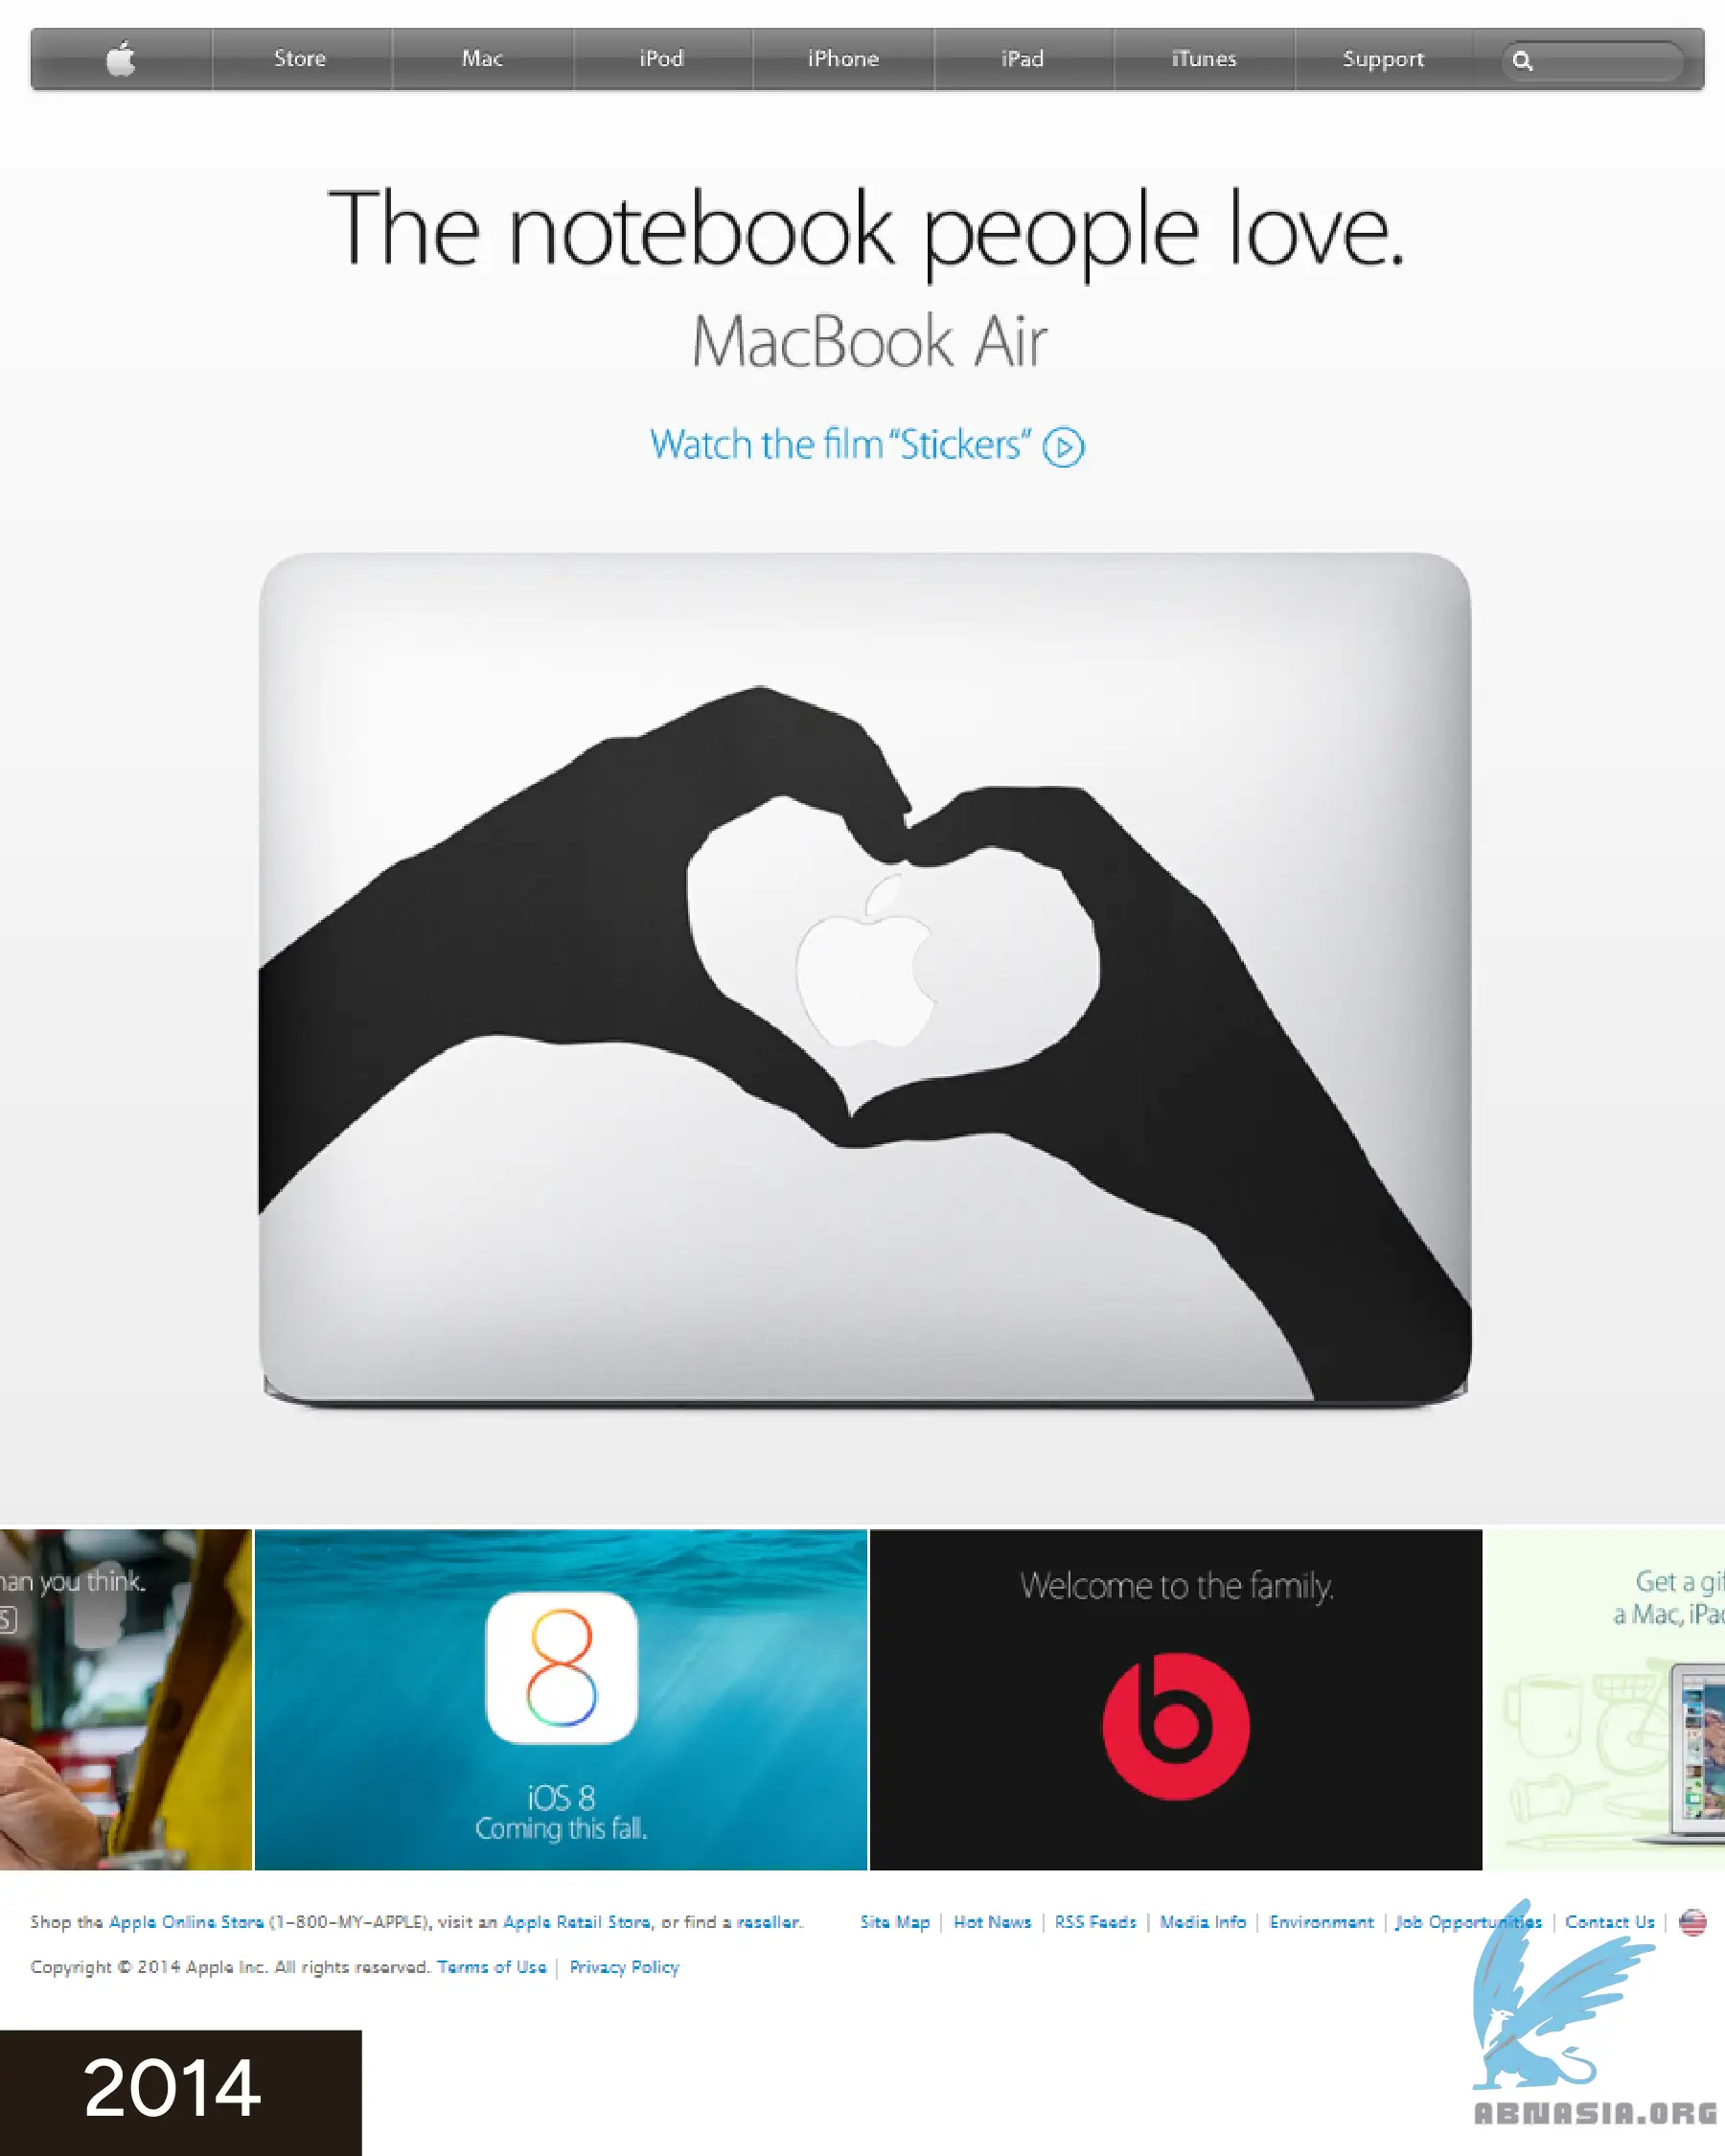 Store Mac iPod iPhone iPad iTunes Support
The notebook people love.
MacBook Air
Watch the film “Stickers”
han you think.
S
8
iOS 8
Coming this fall.
Welcome to the family.
b
Get a gif
a Mac, iPad
Shop the Apple Online Store (1-800-MY-APPLE), visit an Apple Retail Store, or find a reseller.
Site Map | Hot News | RSS Feeds | Media Info | Environment | Job Opportunities | Contact Us |
Copyright © 2014 Apple Inc. All rights reserved. Terms of Use | Privacy Policy
2014
ABNASIA.ORG